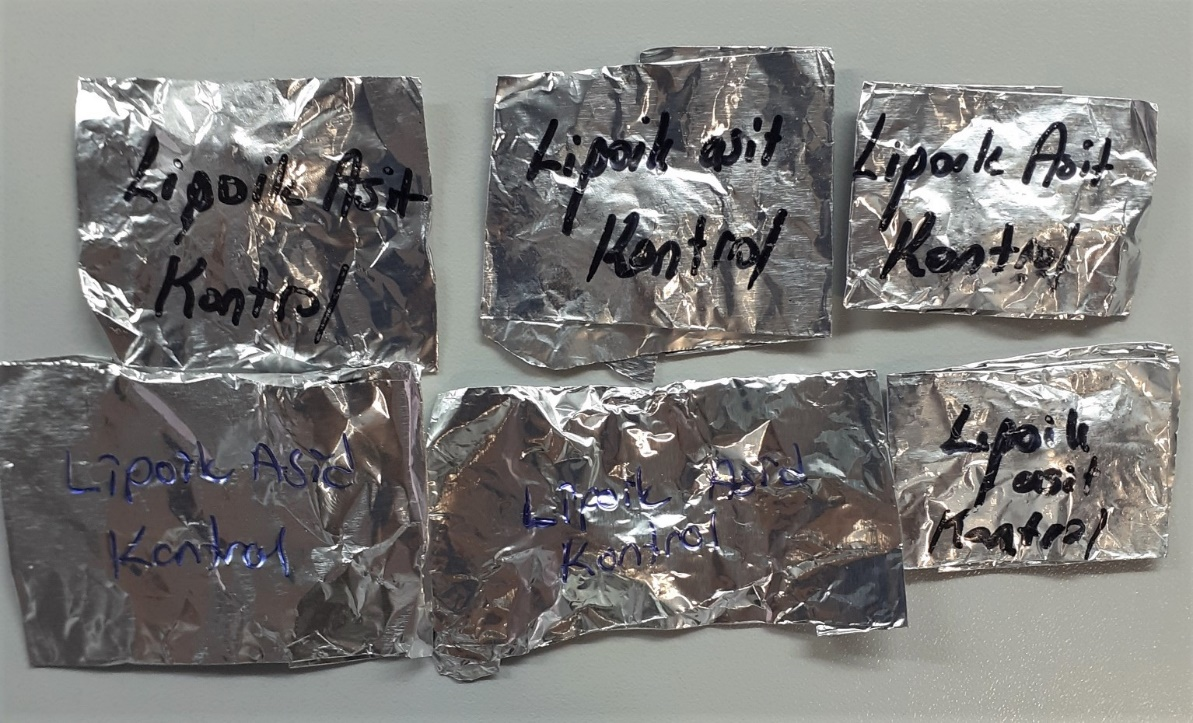 Lipoik Asit
Kontrol
Lipoik asit
Kontrol
Lipoik Asit
Kontrol
Lipoik Asid
Kontrol
Lipoik Asid
Kontrol
Lipoik
asit
Kontrol